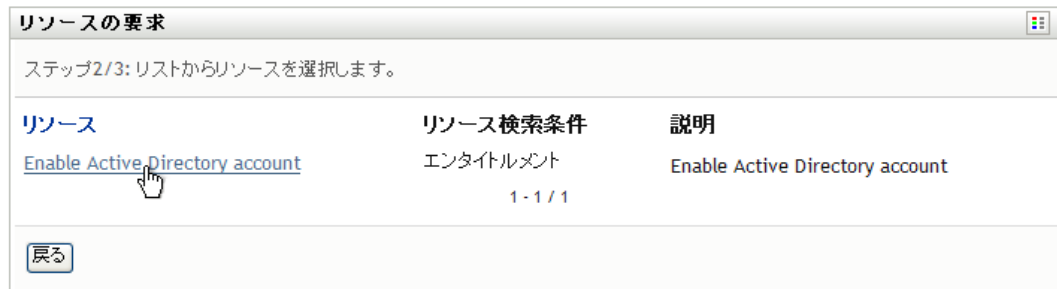 リソースの要求
ステップ2/3: リストからリソースを選択します。
リソース リソース検索条件 説明
Enable Active Directory account エンタイトルメント Enable Active Directory account
1 - 1 / 1
戻る